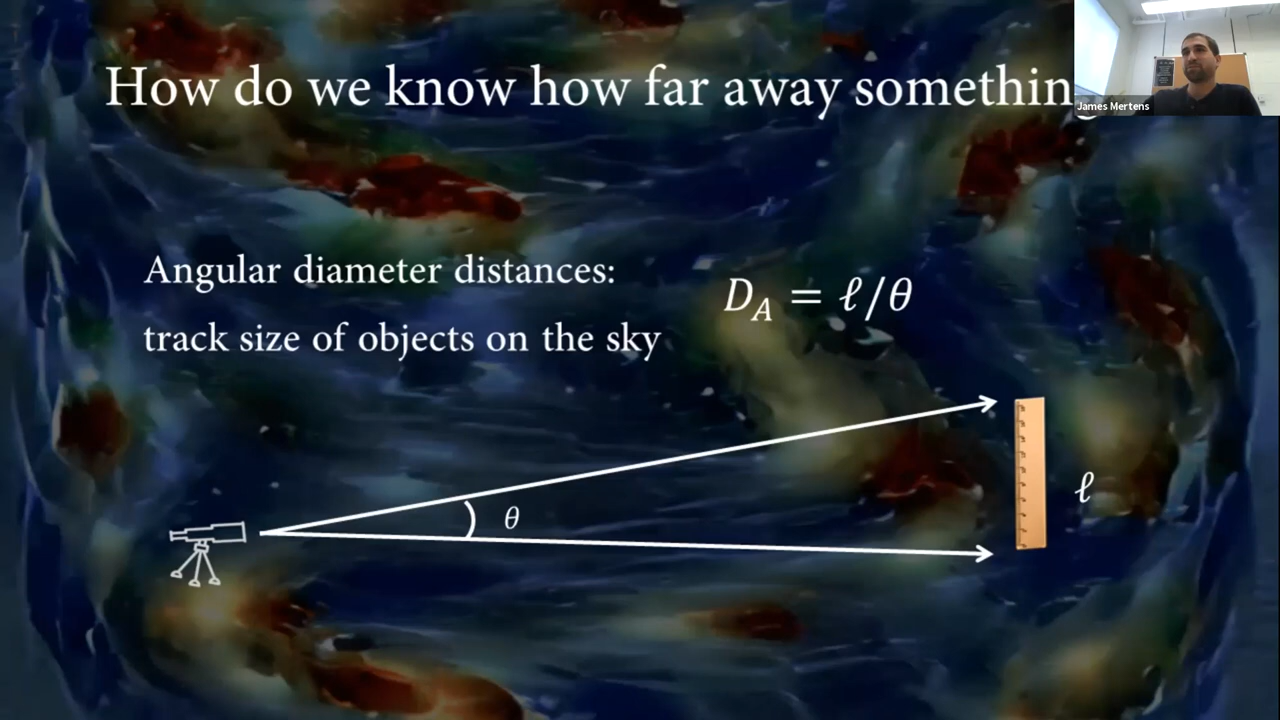 How do we know how far away somethin
James Mertens
Angular diameter distances:
track size of objects on the sky
D_A = ℓ/θ
θ
ℓ